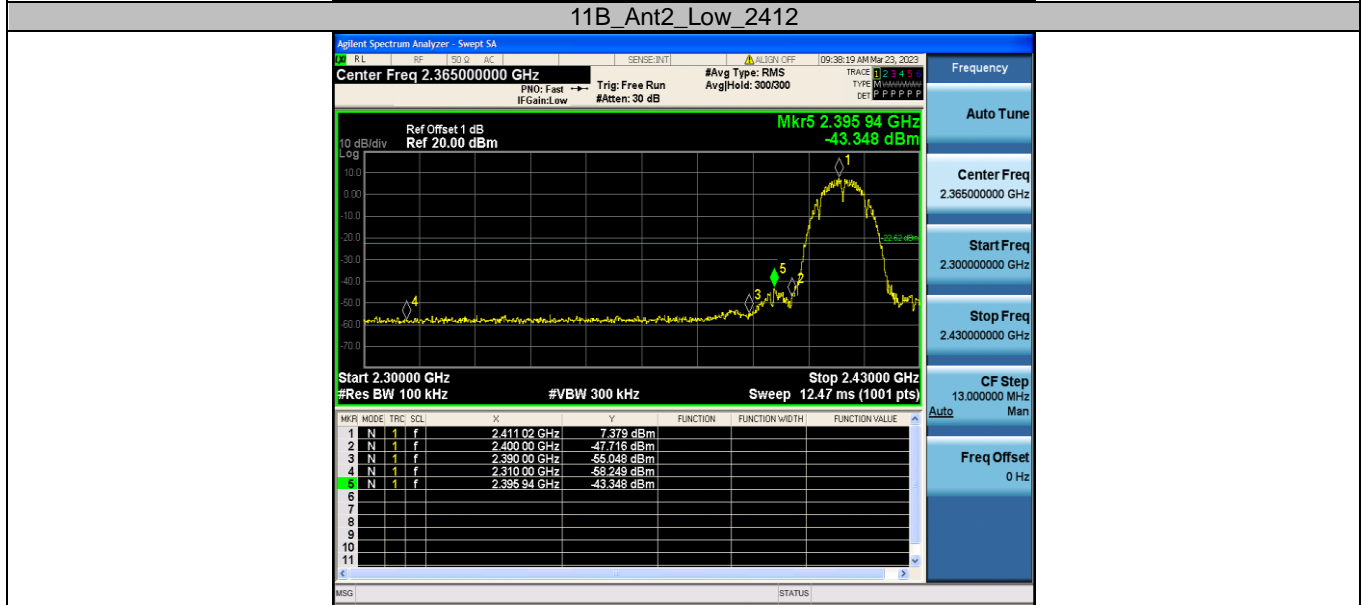 11B_Ant2_Low_2412
Agilent Spectrum Analyzer - Swept SA
RL RF 50 Ω AC SENSE:INT ALIGN OFF 09:38:19 AM Mar 23, 2023
Center Freq 2.365000000 GHz
PNO: Fast
IFGain:Low
Trig: Free Run
#Atten: 30 dB
#Avg Type: RMS
Avg|Hold: 300/300
TRACE 1 2 3 4 5 6
TYPE M
DET P P P P P P
Mkr5 2.395 94 GHz
-43.348 dBm
Ref Offset 1 dB
10 dB/div Ref 20.00 dBm
Log
10.0
0.00
-10.0
-20.0
-30.0
-40.0
-50.0
-60.0
-70.0
1
-22.62 dBm
5
2
3
4
Start 2.30000 GHz Stop 2.43000 GHz
#Res BW 100 kHz #VBW 300 kHz Sweep 12.47 ms (1001 pts)
MKR MODE TRC SCL X Y FUNCTION FUNCTION WIDTH FUNCTION VALUE
1 N 1 f 2.411 02 GHz 7.379 dBm
2 N 1 f 2.400 00 GHz -47.716 dBm
3 N 1 f 2.390 00 GHz -55.048 dBm
4 N 1 f 2.310 00 GHz -58.249 dBm
5 N 1 f 2.395 94 GHz -43.348 dBm
6
7
8
9
10
11
MSG STATUS
Frequency
Auto Tune
Center Freq
2.365000000 GHz
Start Freq
2.300000000 GHz
Stop Freq
2.430000000 GHz
CF Step
13.000000 MHz
Auto Man
Freq Offset
0 Hz